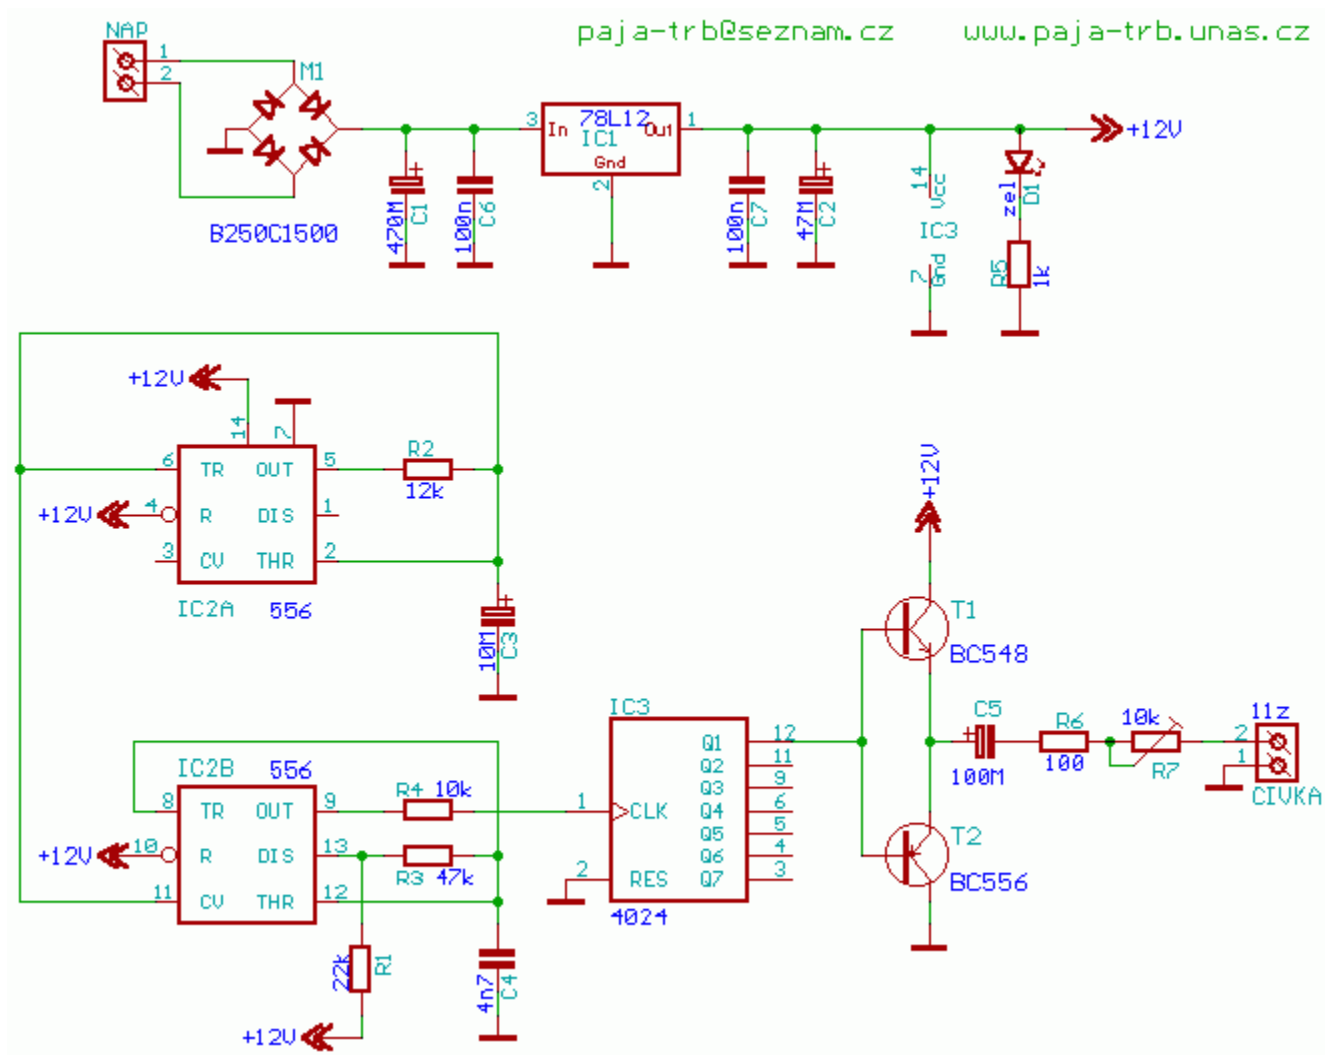 NAP
paja-trb@seznam.cz www.paja-trb.unas.cz
1
2
M1
B250C1500
470M C1
100n C6
3 In 78L12 Out 1
IC1
Gnd
2
100n C7
47M C2
14 Vcc
IC3
7 Gnd
zel D1
R5 1k
+12V
+12V
14 7
6 TR OUT 5
R2
12k
+12V 4 R DIS 1
3 CV THR 2
IC2A 556
10M C3
IC2B 556
8 TR OUT 9
R4 10k
+12V 10 R DIS 13
R3 47k
11 CV THR 12
22k R1
4n7 C4
+12V
IC3
Q1 12
Q2 11
Q3 9
1 CLK Q4 6
Q5 5
Q6 4
2 RES Q7 3
4024
+12V
T1
BC548
C5
100M
R6
100
10k
R7
11z
2
1
CIVKA
T2
BC556